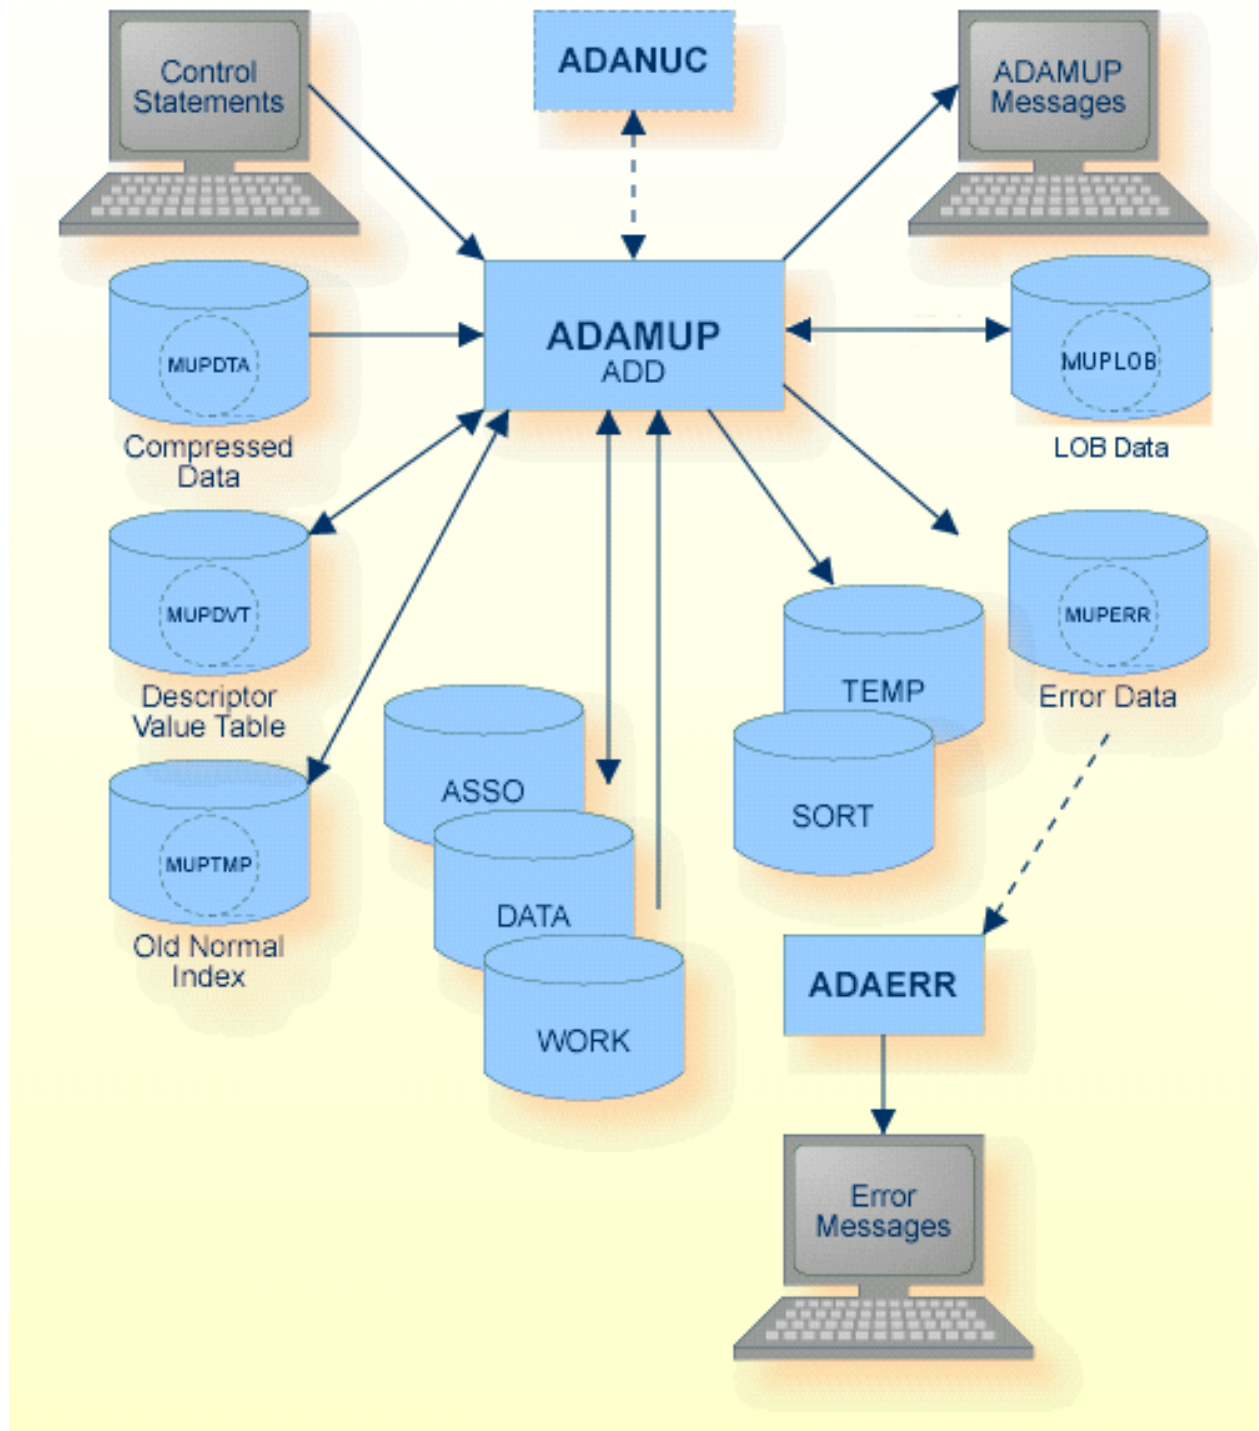 Control
Statements
ADANUC
ADAMUP
Messages
ADAMUP
ADD
MUPDTA
Compressed
Data
MUPLOB
LOB Data
MUPDVT
Descriptor
Value Table
MUPERR
Error Data
TEMP
SORT
ASSO
DATA
WORK
MUPTMP
Old Normal
Index
ADAERR
Error
Messages